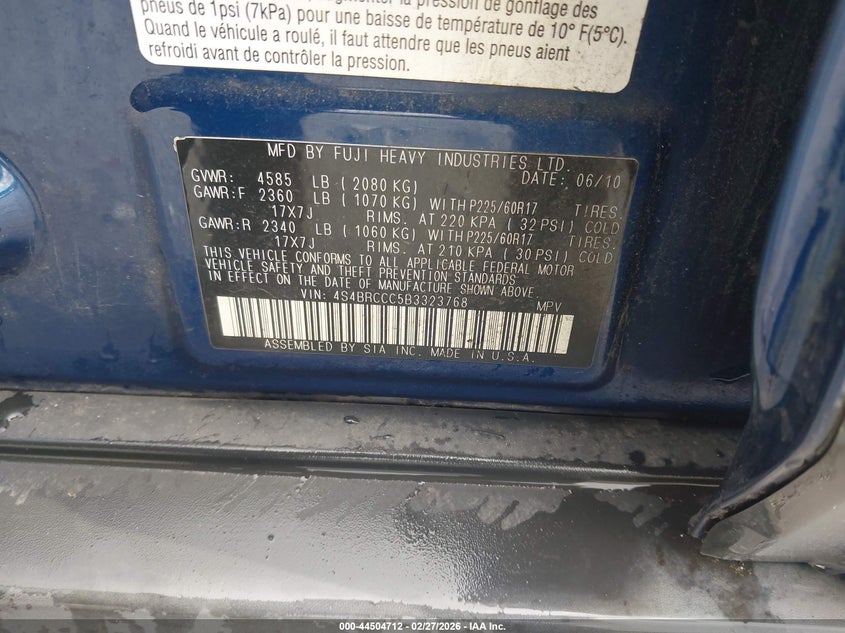 pneus de 1psi (7kPa) pour une baisse de température de 10° F(5°C).
Quand le véhicule a roulé, il faut attendre que les pneus aient
refroidi avant de contrôler la pression.
MFD BY FUJI HEAVY INDUSTRIES LTD.
GVWR: 4585 LB ( 2080 KG) DATE: 06/10
GAWR:F 2360 LB ( 1070 KG) WITH P225/60R17 TIRES,
17X7J RIMS, AT 220 KPA ( 32 PSI) COLD
GAWR:R 2340 LB ( 1060 KG) WITH P225/60R17 TIRES,
17X7J RIMS, AT 210 KPA ( 30 PSI) COLD
THIS VEHICLE CONFORMS TO ALL APPLICABLE FEDERAL MOTOR
VEHICLE SAFETY AND THEFT PREVENTION STANDARDS
IN EFFECT ON THE DATE OF MANUFACTURE SHOWN ABOVE.
VIN: 4S4BRCCC5B3323768 MPV
ASSEMBLED BY SIA INC. MADE IN U.S.A.
000-44504712 - 02/27/2026 - IAA Inc.